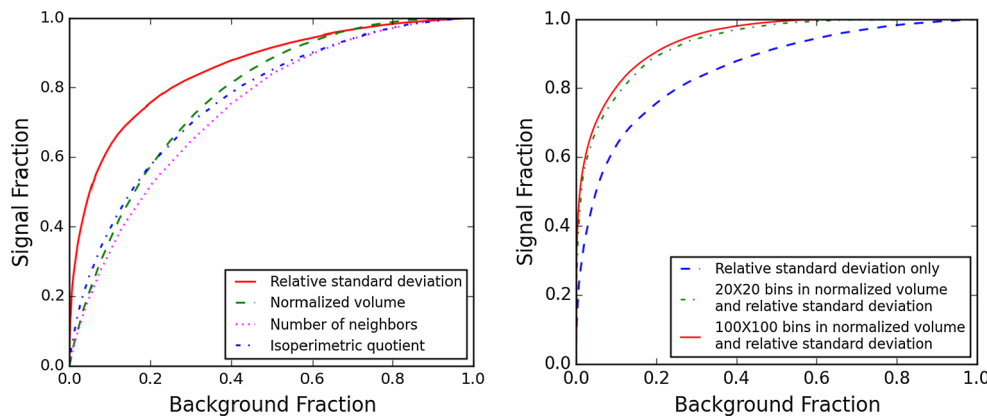 1.0
0.8
0.6
0.4
0.2
0.0
Signal Fraction
Relative standard deviation
Normalized volume
Number of neighbors
Isoperimetric quotient
0.0 0.2 0.4 0.6 0.8 1.0
Background Fraction
1.0
0.8
0.6
0.4
0.2
0.0
Signal Fraction
Relative standard deviation only
20X20 bins in normalized volume
and relative standard deviation
100X100 bins in normalized volume
and relative standard deviation
0.0 0.2 0.4 0.6 0.8 1.0
Background Fraction